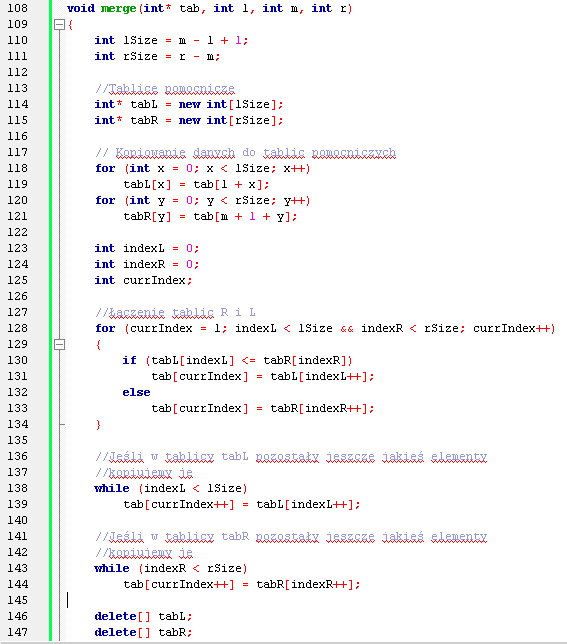 108 void merge(int* tab, int l, int m, int r)
109 {
110 int lSize = m - l + 1;
111 int rSize = r - m;
112
113 //Tablice pomocnicze
114 int* tabL = new int[lSize];
115 int* tabR = new int[rSize];
116
117 // Kopiowanie danych do tablic pomocniczych
118 for (int x = 0; x < lSize; x++)
119 tabL[x] = tab[l + x];
120 for (int y = 0; y < rSize; y++)
121 tabR[y] = tab[m + 1 + y];
122
123 int indexL = 0;
124 int indexR = 0;
125 int currIndex;
126
127 //Łączenie tablic R i L
128 for (currIndex = l; indexL < lSize && indexR < rSize; currIndex++)
129 {
130 if (tabL[indexL] <= tabR[indexR])
131 tab[currIndex] = tabL[indexL++];
132 else
133 tab[currIndex] = tabR[indexR++];
134 }
135
136 //Jeśli w tablicy tabL pozostały jeszcze jakieś elementy
137 //kopiujemy je
138 while (indexL < lSize)
139 tab[currIndex++] = tabL[indexL++];
140
141 //Jeśli w tablicy tabR pozostały jeszcze jakieś elementy
142 //kopiujemy je
143 while (indexR < rSize)
144 tab[currIndex++] = tabR[indexR++];
145
146 delete[] tabL;
147 delete[] tabR;